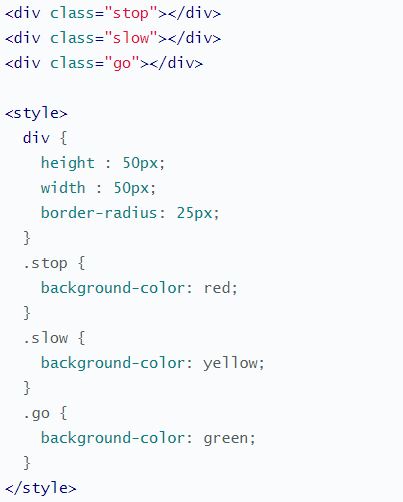 <div class="stop"></div>
<div class="slow"></div>
<div class="go"></div>

<style>
  div {
    height : 50px;
    width : 50px;
    border-radius: 25px;
  }
  .stop {
    background-color: red;
  }
  .slow {
    background-color: yellow;
  }
  .go {
    background-color: green;
  }
</style>